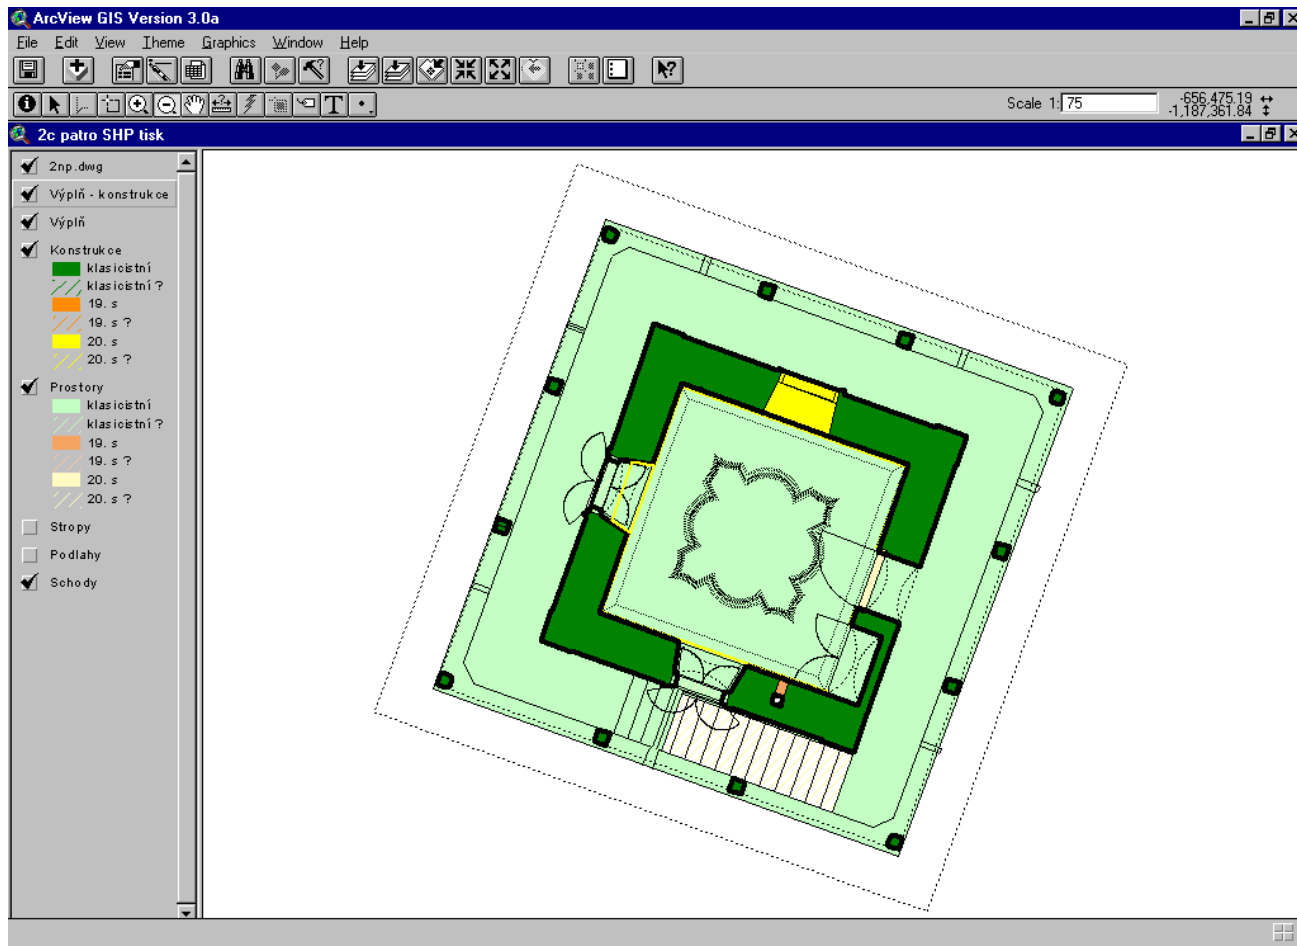 ArcView GIS Version 3.0a
File Edit View Theme Graphics Window Help
Scale 1: 75
-656,475.19
-1,187,361.84
2c patro SHP tisk
2np.dwg
Výplň - konstrukce
Výplň
Konstrukce
klasicistní
klasicistní ?
19. s
19. s ?
20. s
20. s ?
Prostory
klasicistní
klasicistní ?
19. s
19. s ?
20. s
20. s ?
Stropy
Podlahy
Schody